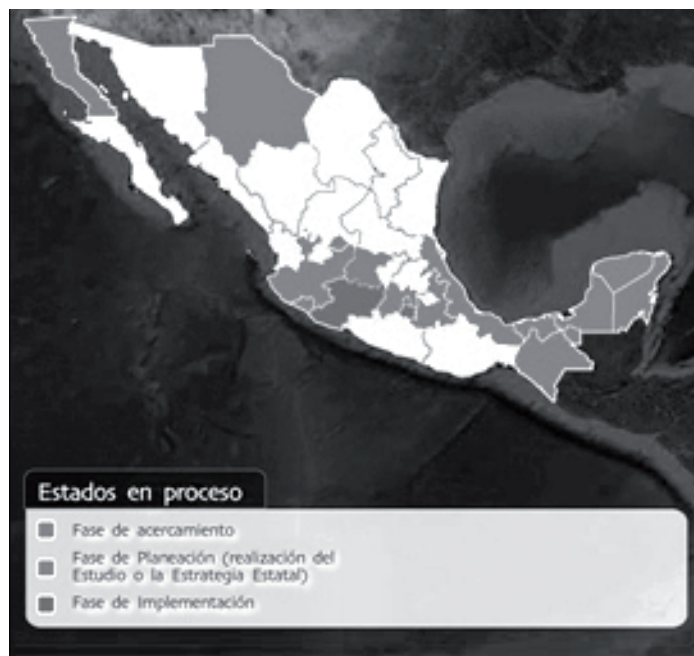 Estados en proceso
Fase de acercamiento
Fase de Planeación (realización del
Estudio o la Estrategia Estatal)
Fase de Implementación